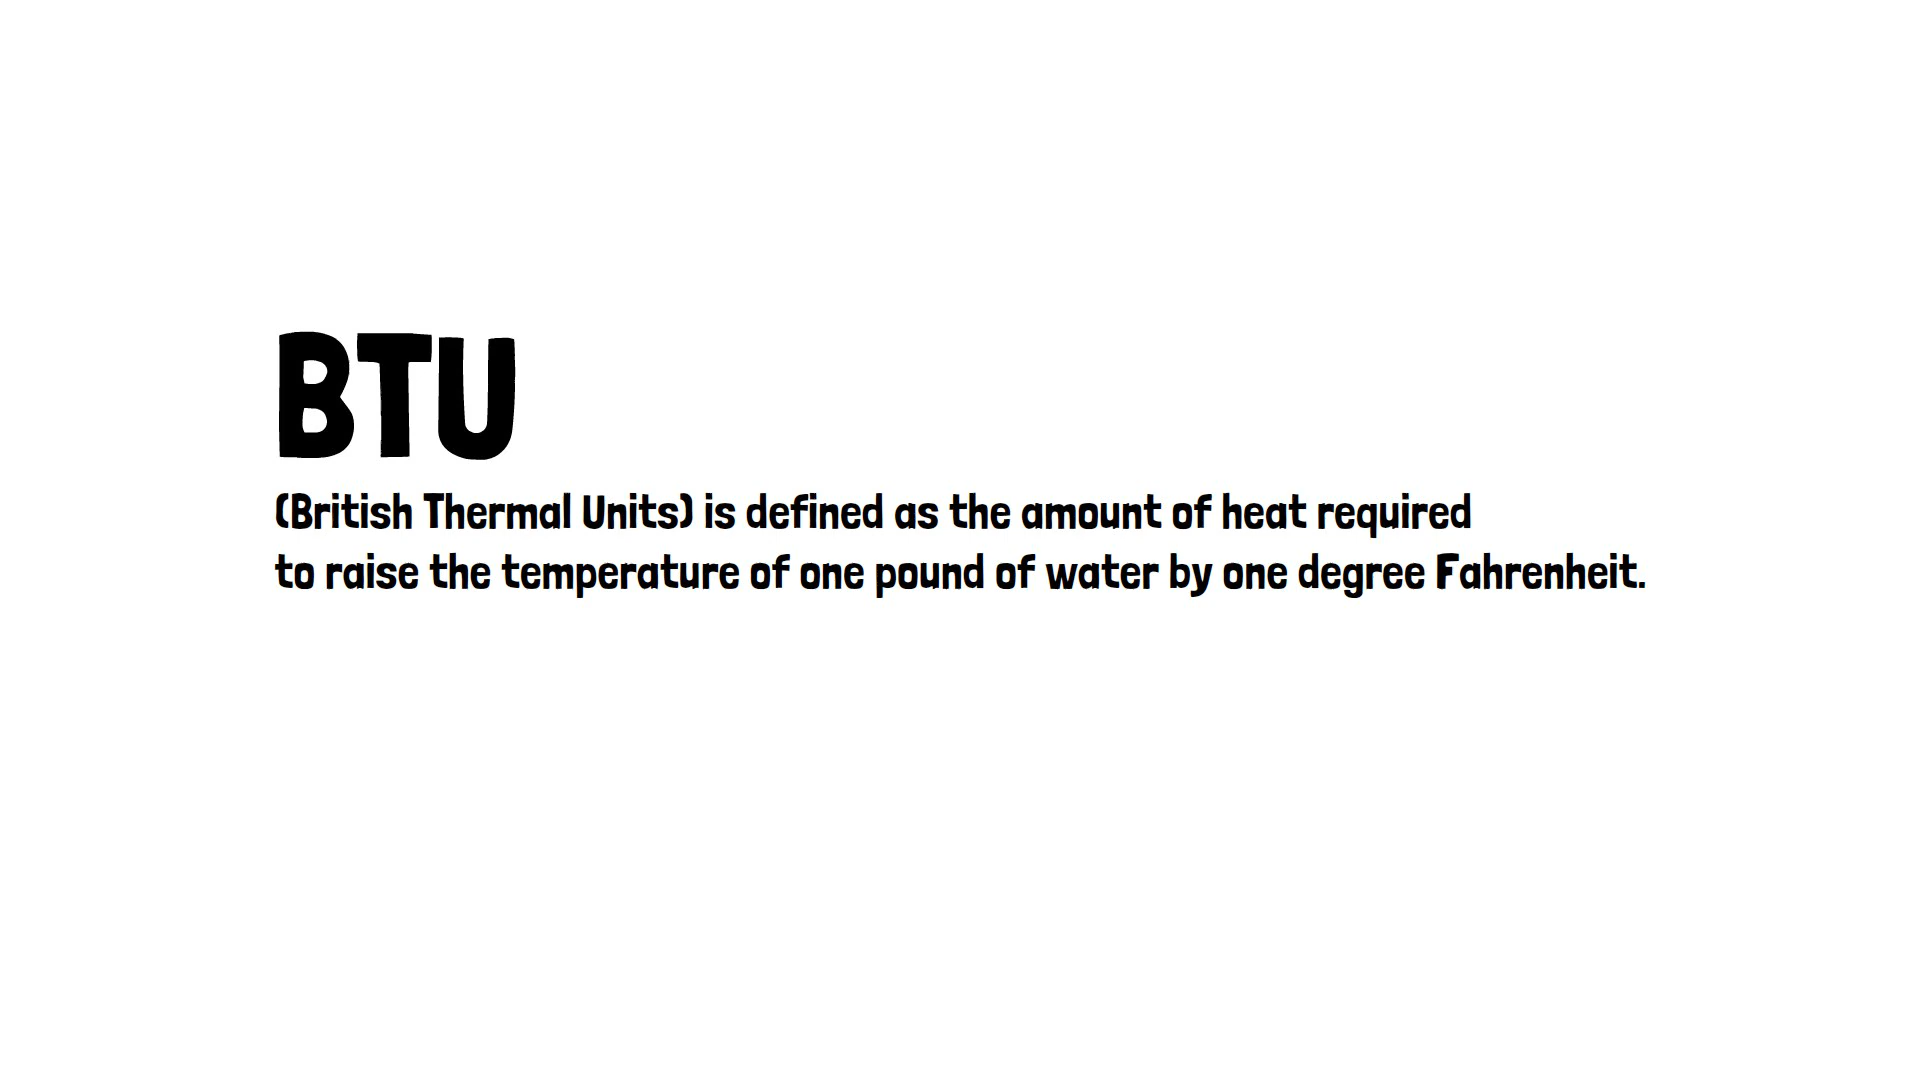 BTU
(British Thermal Units) is defined as the amount of heat required
to raise the temperature of one pound of water by one degree Fahrenheit.